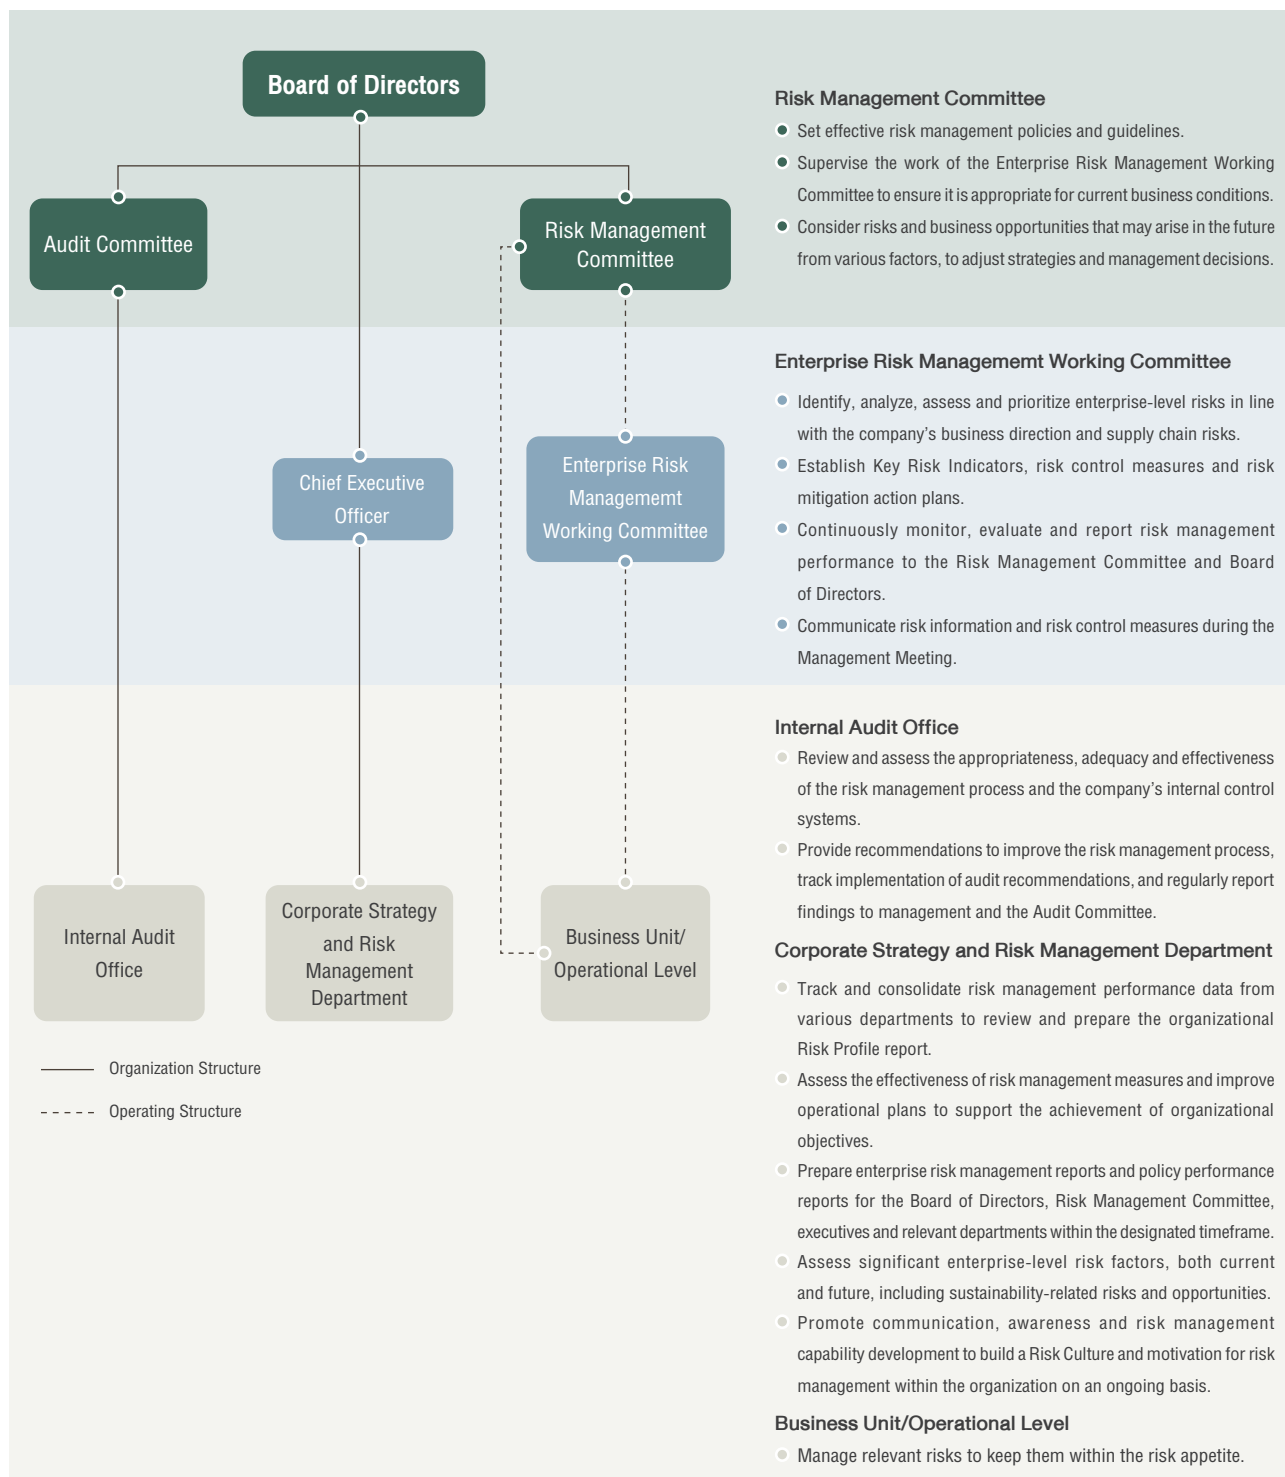 Board of Directors
Audit Committee
Risk Management
Committee
Chief Executive
Officer
Enterprise Risk
Managememt
Working Committee
Internal Audit
Office
Corporate Strategy
and Risk
Management
Department
Business Unit/
Operational Level
Organization Structure
Operating Structure
Risk Management Committee
Set effective risk management policies and guidelines.
Supervise the work of the Enterprise Risk Management Working
Committee to ensure it is appropriate for current business conditions.
Consider risks and business opportunities that may arise in the future
from various factors, to adjust strategies and management decisions.
Enterprise Risk Managememt Working Committee
Identify, analyze, assess and prioritize enterprise-level risks in line
with the company’s business direction and supply chain risks.
Establish Key Risk Indicators, risk control measures and risk
mitigation action plans.
Continuously monitor, evaluate and report risk management
performance to the Risk Management Committee and Board
of Directors.
Communicate risk information and risk control measures during the
Management Meeting.
Internal Audit Office
Review and assess the appropriateness, adequacy and effectiveness
of the risk management process and the company’s internal control
systems.
Provide recommendations to improve the risk management process,
track implementation of audit recommendations, and regularly report
findings to management and the Audit Committee.
Corporate Strategy and Risk Management Department
Track and consolidate risk management performance data from
various departments to review and prepare the organizational
Risk Profile report.
Assess the effectiveness of risk management measures and improve
operational plans to support the achievement of organizational
objectives.
Prepare enterprise risk management reports and policy performance
reports for the Board of Directors, Risk Management Committee,
executives and relevant departments within the designated timeframe.
Assess significant enterprise-level risk factors, both current
and future, including sustainability-related risks and opportunities.
Promote communication, awareness and risk management
capability development to build a Risk Culture and motivation for risk
management within the organization on an ongoing basis.
Business Unit/Operational Level
Manage relevant risks to keep them within the risk appetite.